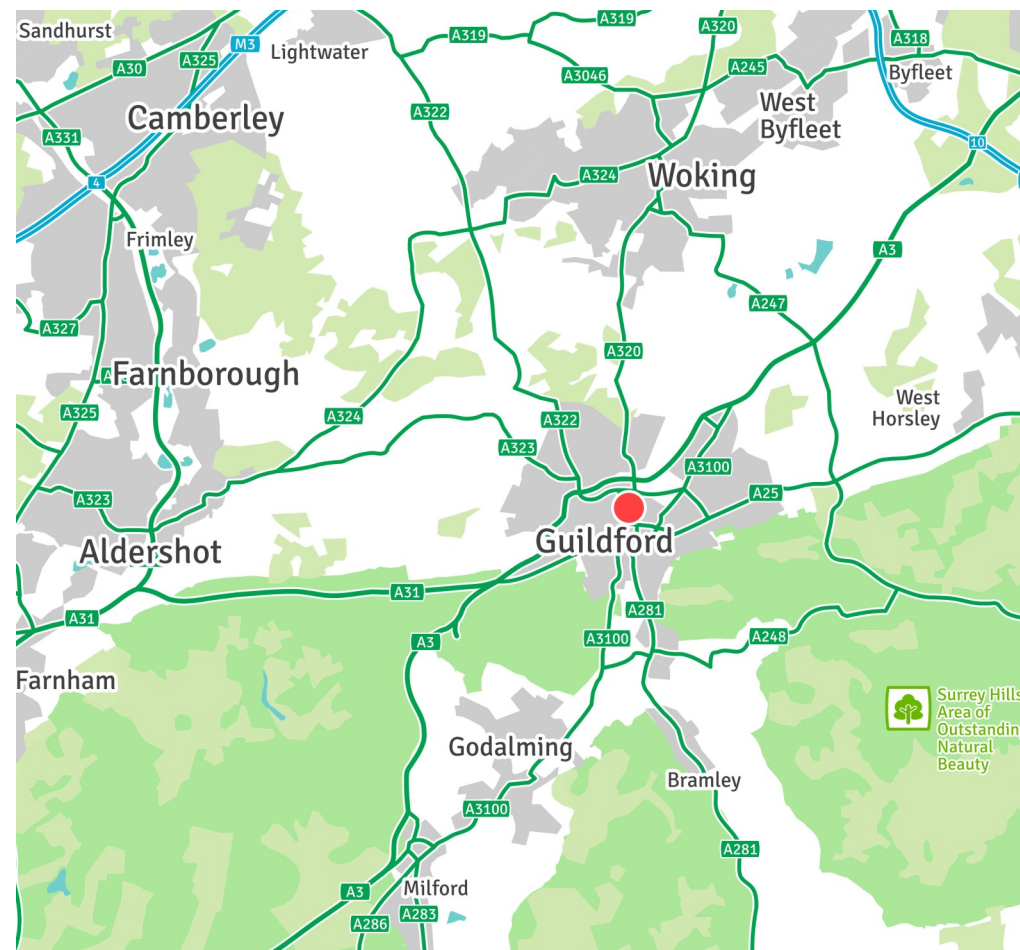 A319
A320
Sandhurst
A318
A319
M3
Lightwater
A325
A30
A3046
A245
Byfleet
West
Byfleet
A322
Camberley
A331
10
A324
Woking
4
Frimley
A3
A247
A327
A320
Farnborough
West
Horsley
A325
A324
A322
A323
A3100
A323
A25
Guildford
Aldershot
A31
A281
A31
A3
A3100
A248
Farnham
Surrey Hills
Area of
Outstandin
Natural
Beauty
Godalming
Bramley
A3100
A281
Milford
A3
A283
A286